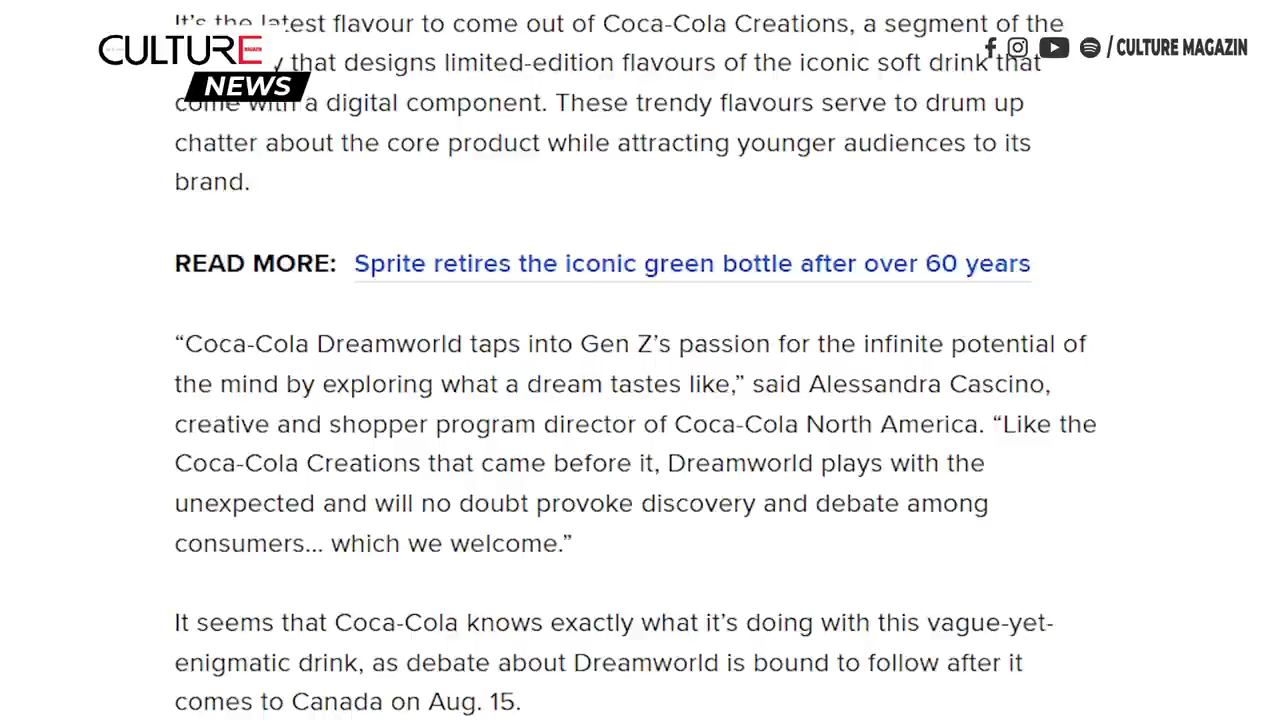 It's the latest flavour to come out of Coca-Cola Creations, a segment of the
that designs limited-edition flavours of the iconic soft drink that
come with a digital component. These trendy flavours serve to drum up
chatter about the core product while attracting younger audiences to its
brand.
CULTURE
NEWS
/ CULTURE MAGAZIN
READ MORE: Sprite retires the iconic green bottle after over 60 years
“Coca-Cola Dreamworld taps into Gen Z’s passion for the infinite potential of
the mind by exploring what a dream tastes like,” said Alessandra Cascino,
creative and shopper program director of Coca-Cola North America. “Like the
Coca-Cola Creations that came before it, Dreamworld plays with the
unexpected and will no doubt provoke discovery and debate among
consumers... which we welcome.”
It seems that Coca-Cola knows exactly what it’s doing with this vague-yet-
enigmatic drink, as debate about Dreamworld is bound to follow after it
comes to Canada on Aug. 15.